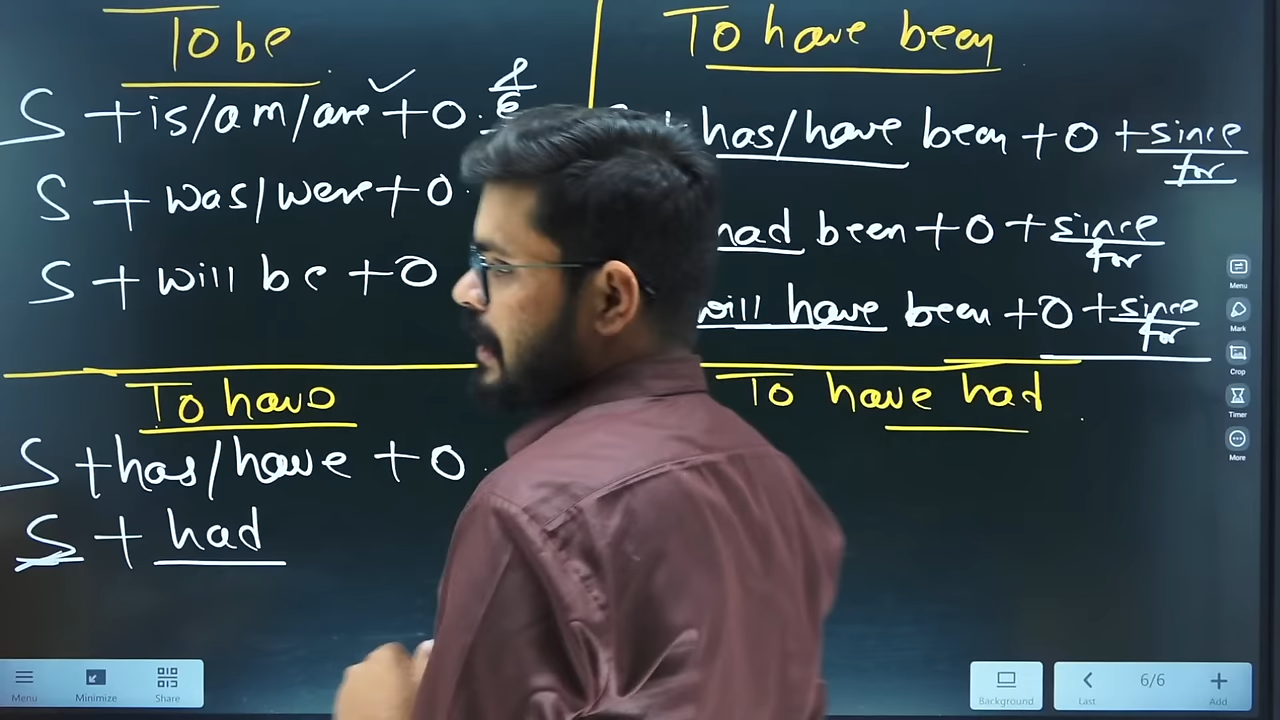 To be
S + is/am/are + O.
S + was/were + O.
S + will be + O
To have been
has/have been + O + since
for
had been + O + since
for
will have been + O + since
for
To have
S + has/have + O.
S + had
To have had
Menu
Mark
Crop
Timer
More
Menu
Minimize
Share
Background
Last
6/6
Add